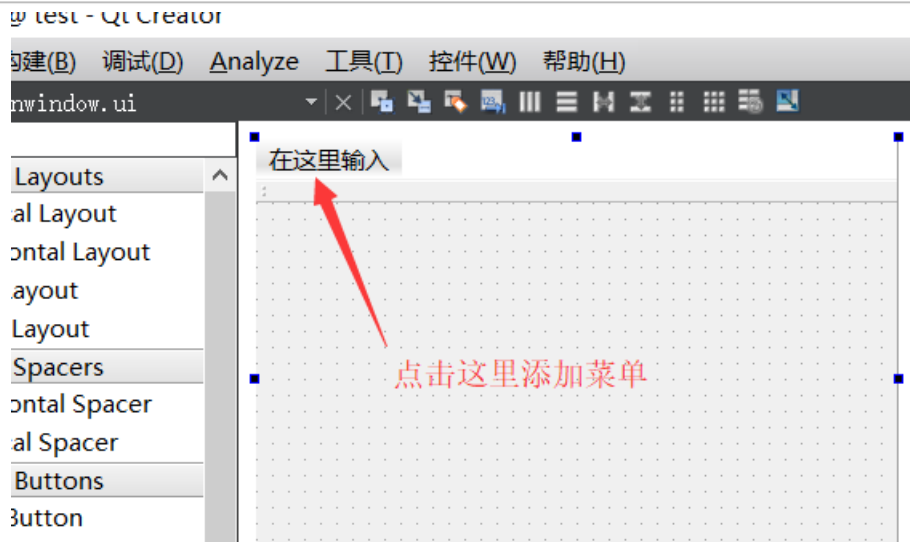 @ test - Qt Creator
构建(B) 调试(D) Analyze 工具(T) 控件(W) 帮助(H)
nwindow.ui
在这里输入
Layouts
al Layout
ontal Layout
ayout
Layout
Spacers
ontal Spacer
al Spacer
Buttons
Button
点击这里添加菜单